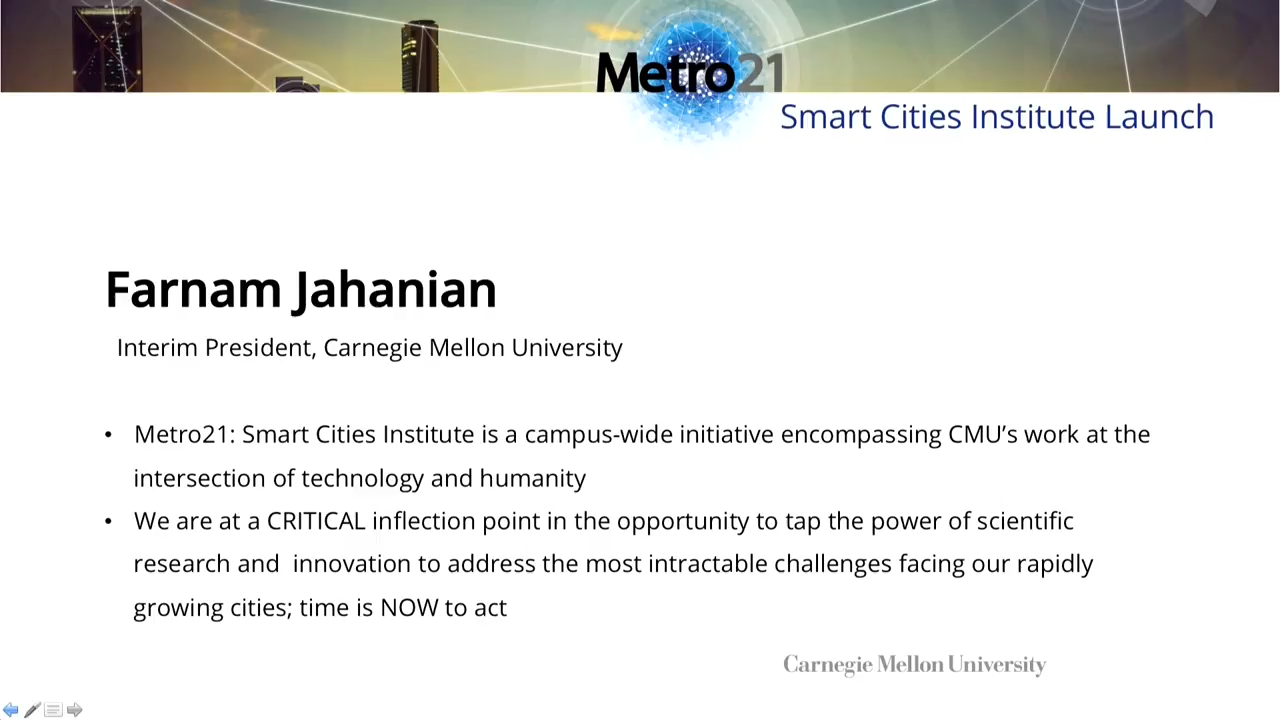 Metro21
Smart Cities Institute Launch
Farnam Jahanian
Interim President, Carnegie Mellon University
• Metro21: Smart Cities Institute is a campus-wide initiative encompassing CMU’s work at the
intersection of technology and humanity
• We are at a CRITICAL inflection point in the opportunity to tap the power of scientific
research and  innovation to address the most intractable challenges facing our rapidly
growing cities; time is NOW to act
Carnegie Mellon University